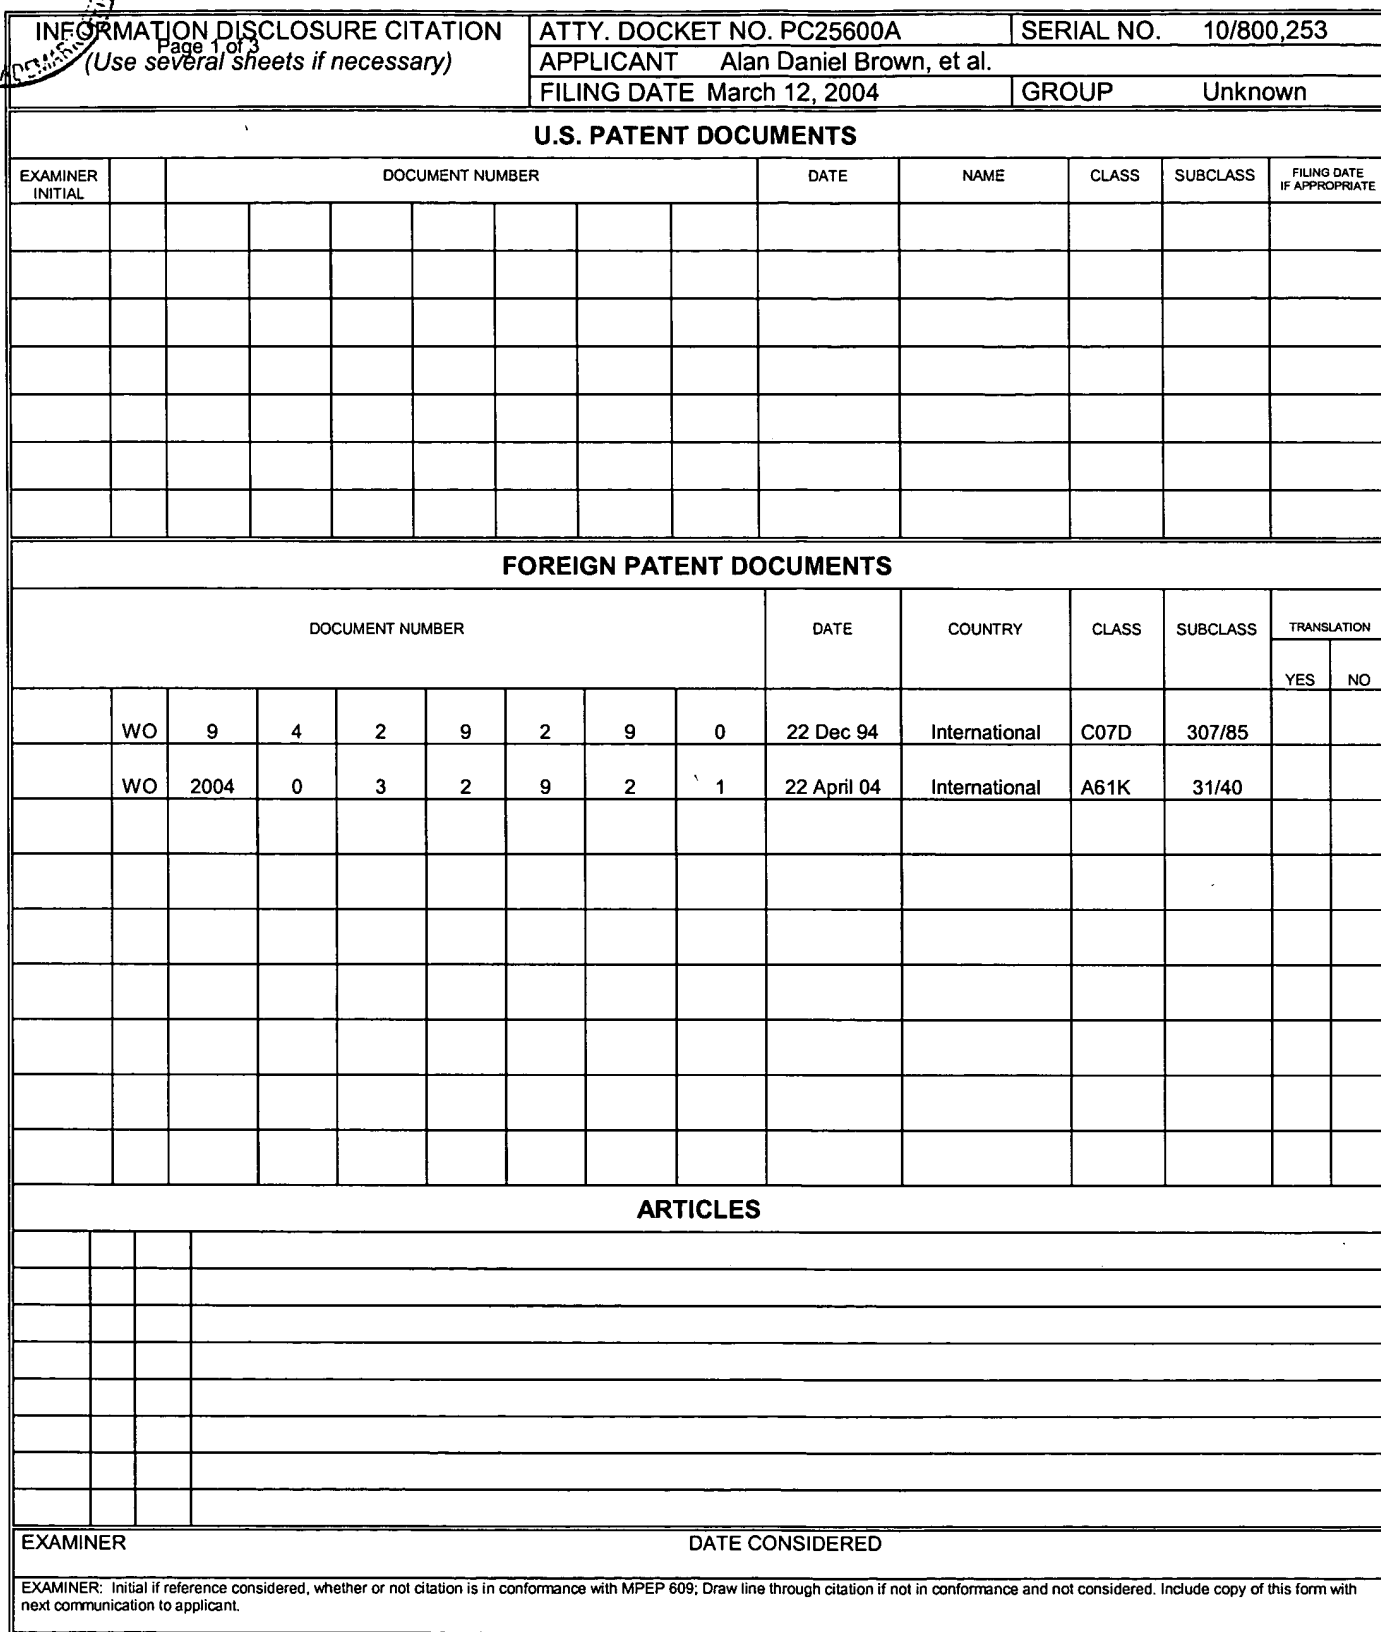 INFORMATION DISCLOSURE CITATION
Page 1 of 3
(Use several sheets if necessary)
ATTY. DOCKET NO. PC25600A
SERIAL NO. 10/800,253
APPLICANT Alan Daniel Brown, et al.
FILING DATE March 12, 2004
GROUP Unknown
U.S. PATENT DOCUMENTS
EXAMINER INITIAL DOCUMENT NUMBER DATE NAME CLASS SUBCLASS FILING DATE IF APPROPRIATE
FOREIGN PATENT DOCUMENTS
DOCUMENT NUMBER DATE COUNTRY CLASS SUBCLASS TRANSLATION
YES NO
WO 9 4 2 9 2 9 0 22 Dec 94 International C07D 307/85
WO 2004 0 3 2 9 2 1 22 April 04 International A61K 31/40
ARTICLES
EXAMINER DATE CONSIDERED
EXAMINER: Initial if reference considered, whether or not citation is in conformance with MPEP 609; Draw line through citation if not in conformance and not considered. Include copy of this form with
next communication to applicant.